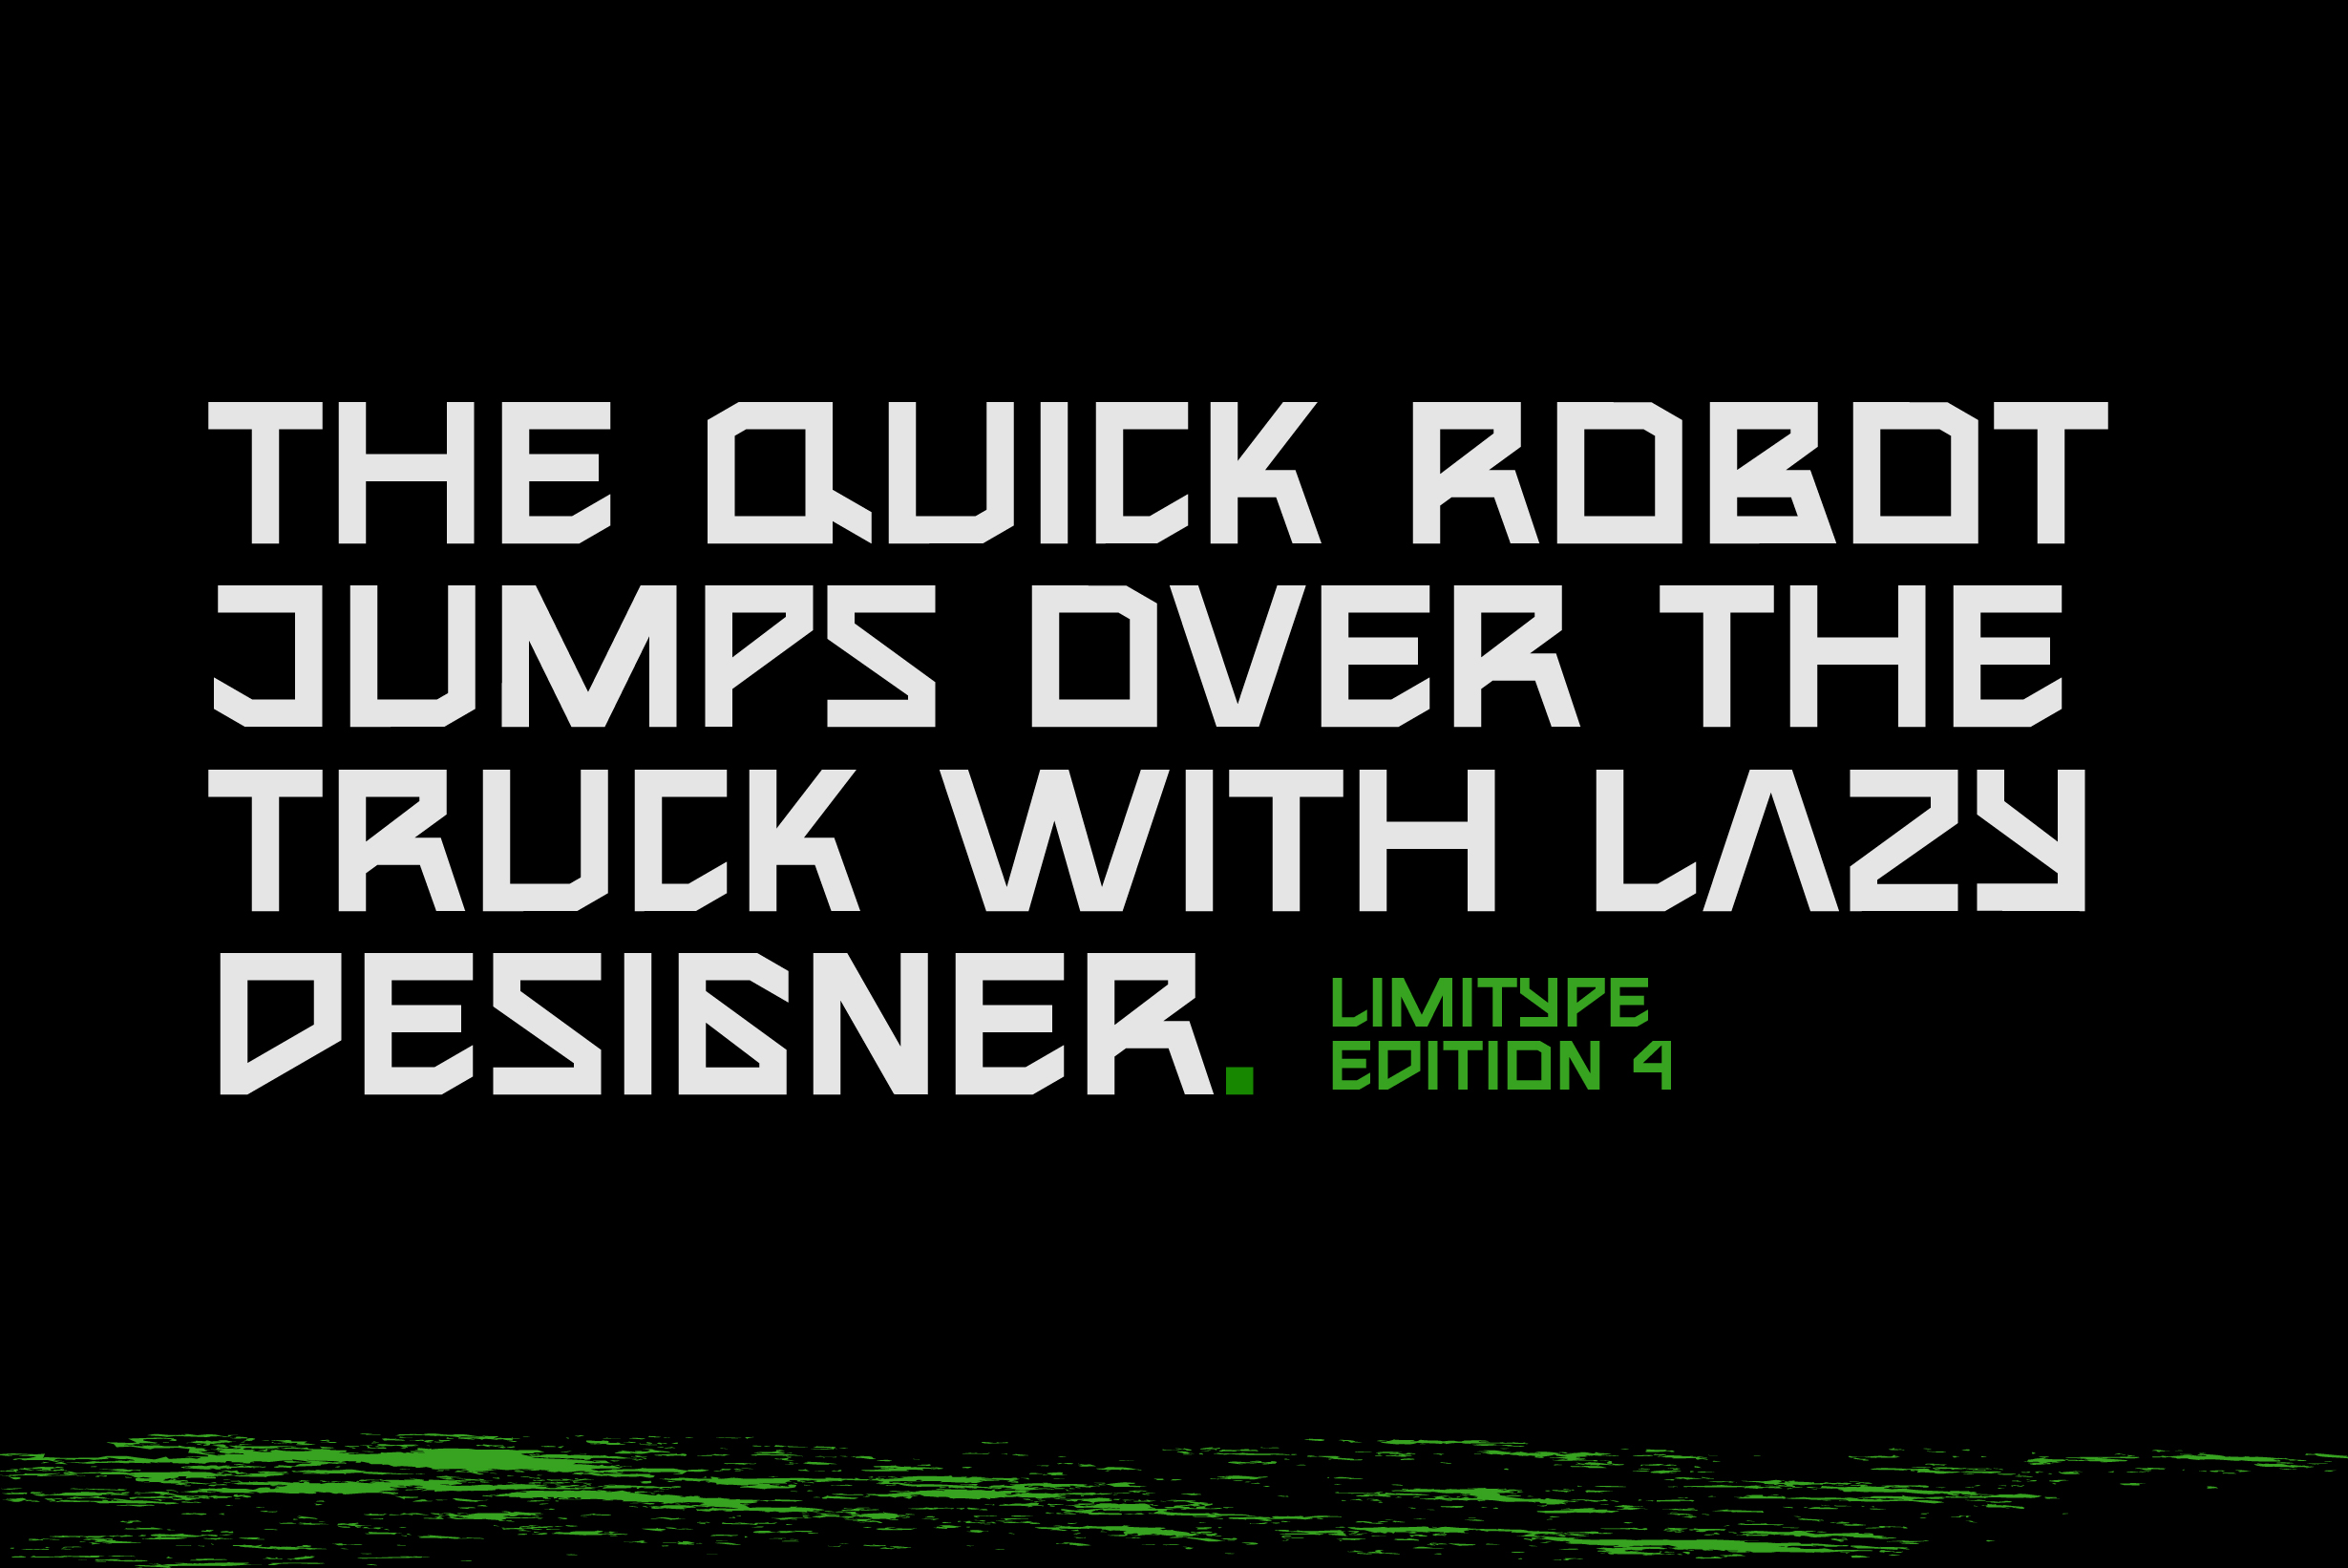 THE QUICK ROBOT
JUMPS OVER THE
TRUCK WITH LAZY
DESIGNER.
LIMITYPE
EDITION 4